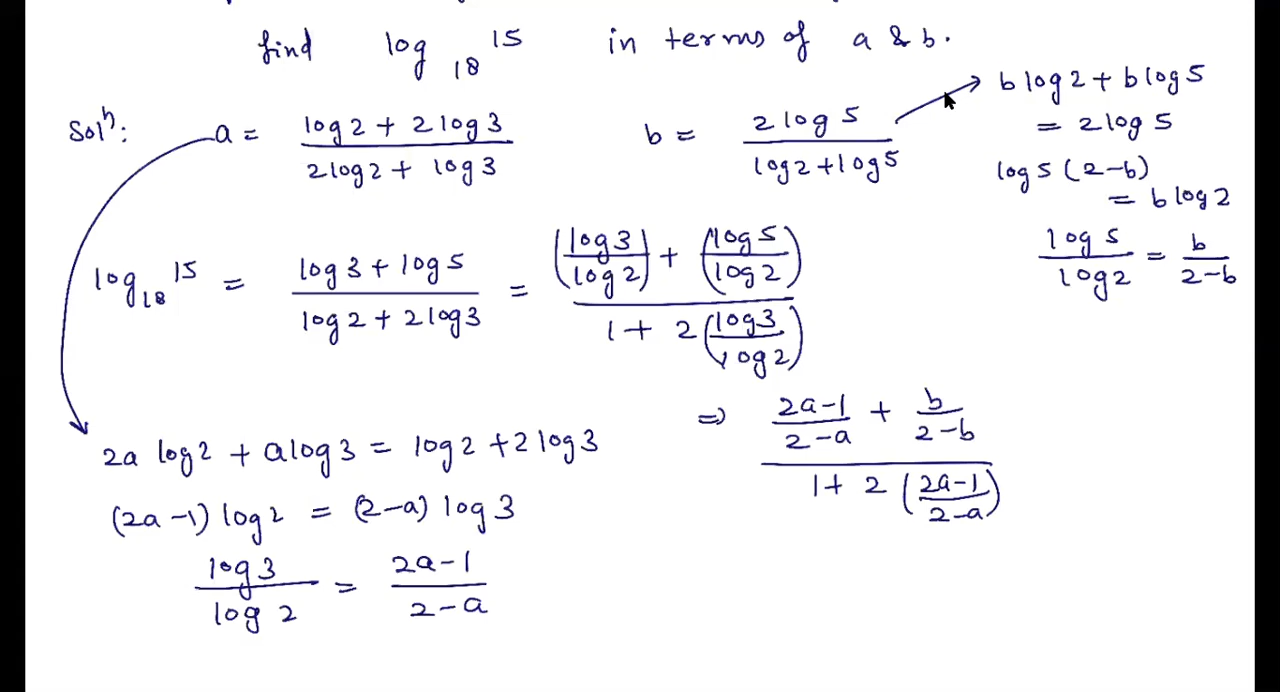 find log₁₈ 15 in terms of a & b.
Solⁿ: a = (log 2 + 2 log 3) / (2 log 2 + log 3)
b = (2 log 5) / (log 2 + log 5)
b log 2 + b log 5
= 2 log 5
log 5 (2-b)
= b log 2
log 5 / log 2 = b / (2-b)
log₁₈ 15 = (log 3 + log 5) / (log 2 + 2 log 3) = ((log 3 / log 2) + (log 5 / log 2)) / (1 + 2 (log 3 / log 2))
⇒ ((2a-1)/(2-a) + b/(2-b)) / (1 + 2 ((2a-1)/(2-a)))
2a log 2 + a log 3 = log 2 + 2 log 3
(2a-1) log 2 = (2-a) log 3
log 3 / log 2 = (2a-1) / (2-a)